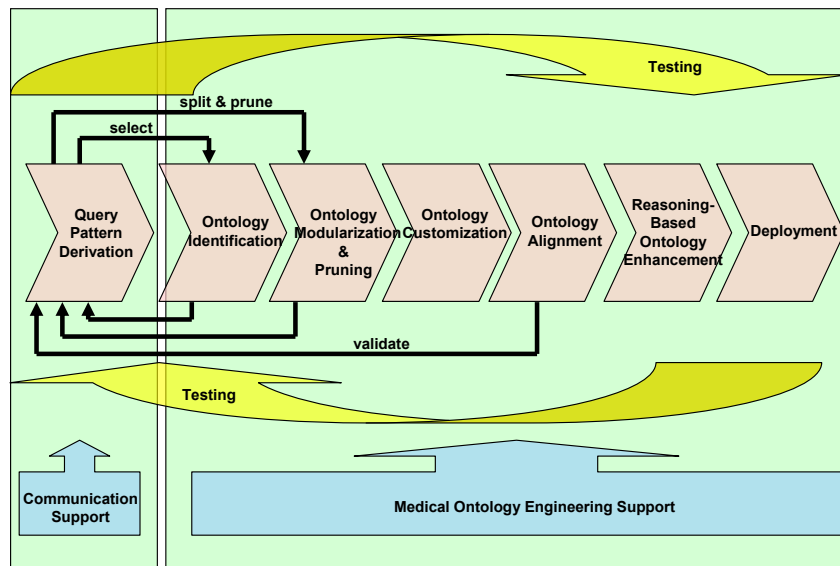 Testing
split & prune
select
Query
Pattern
Derivation
Ontology
Identification
Ontology
Modularization
&
Pruning
Ontology
Customization
Ontology
Alignment
Reasoning-
Based
Ontology
Enhancement
Deployment
validate
Testing
Communication
Support
Medical Ontology Engineering Support